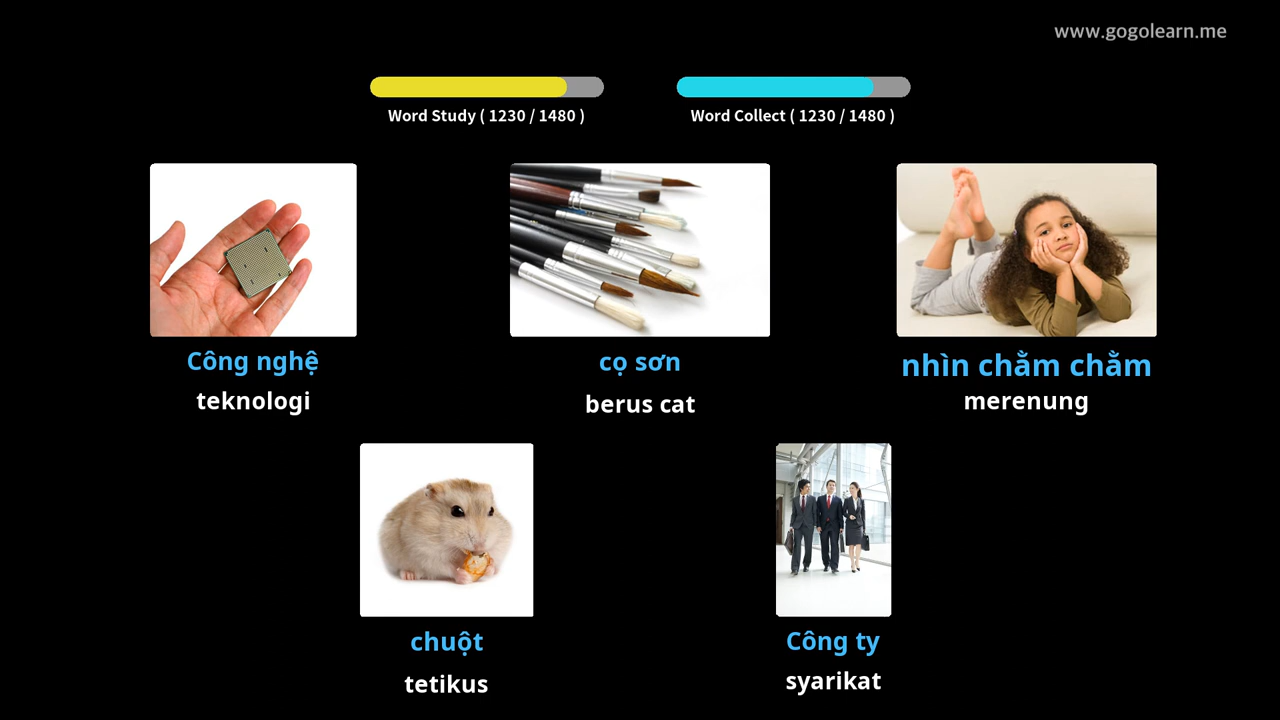 www.gogolearn.me
Word Study ( 1230 / 1480 )
Word Collect ( 1230 / 1480 )
Công nghệ
teknologi
cọ sơn
berus cat
nhìn chằm chằm
merenung
chuột
tetikus
Công ty
syarikat